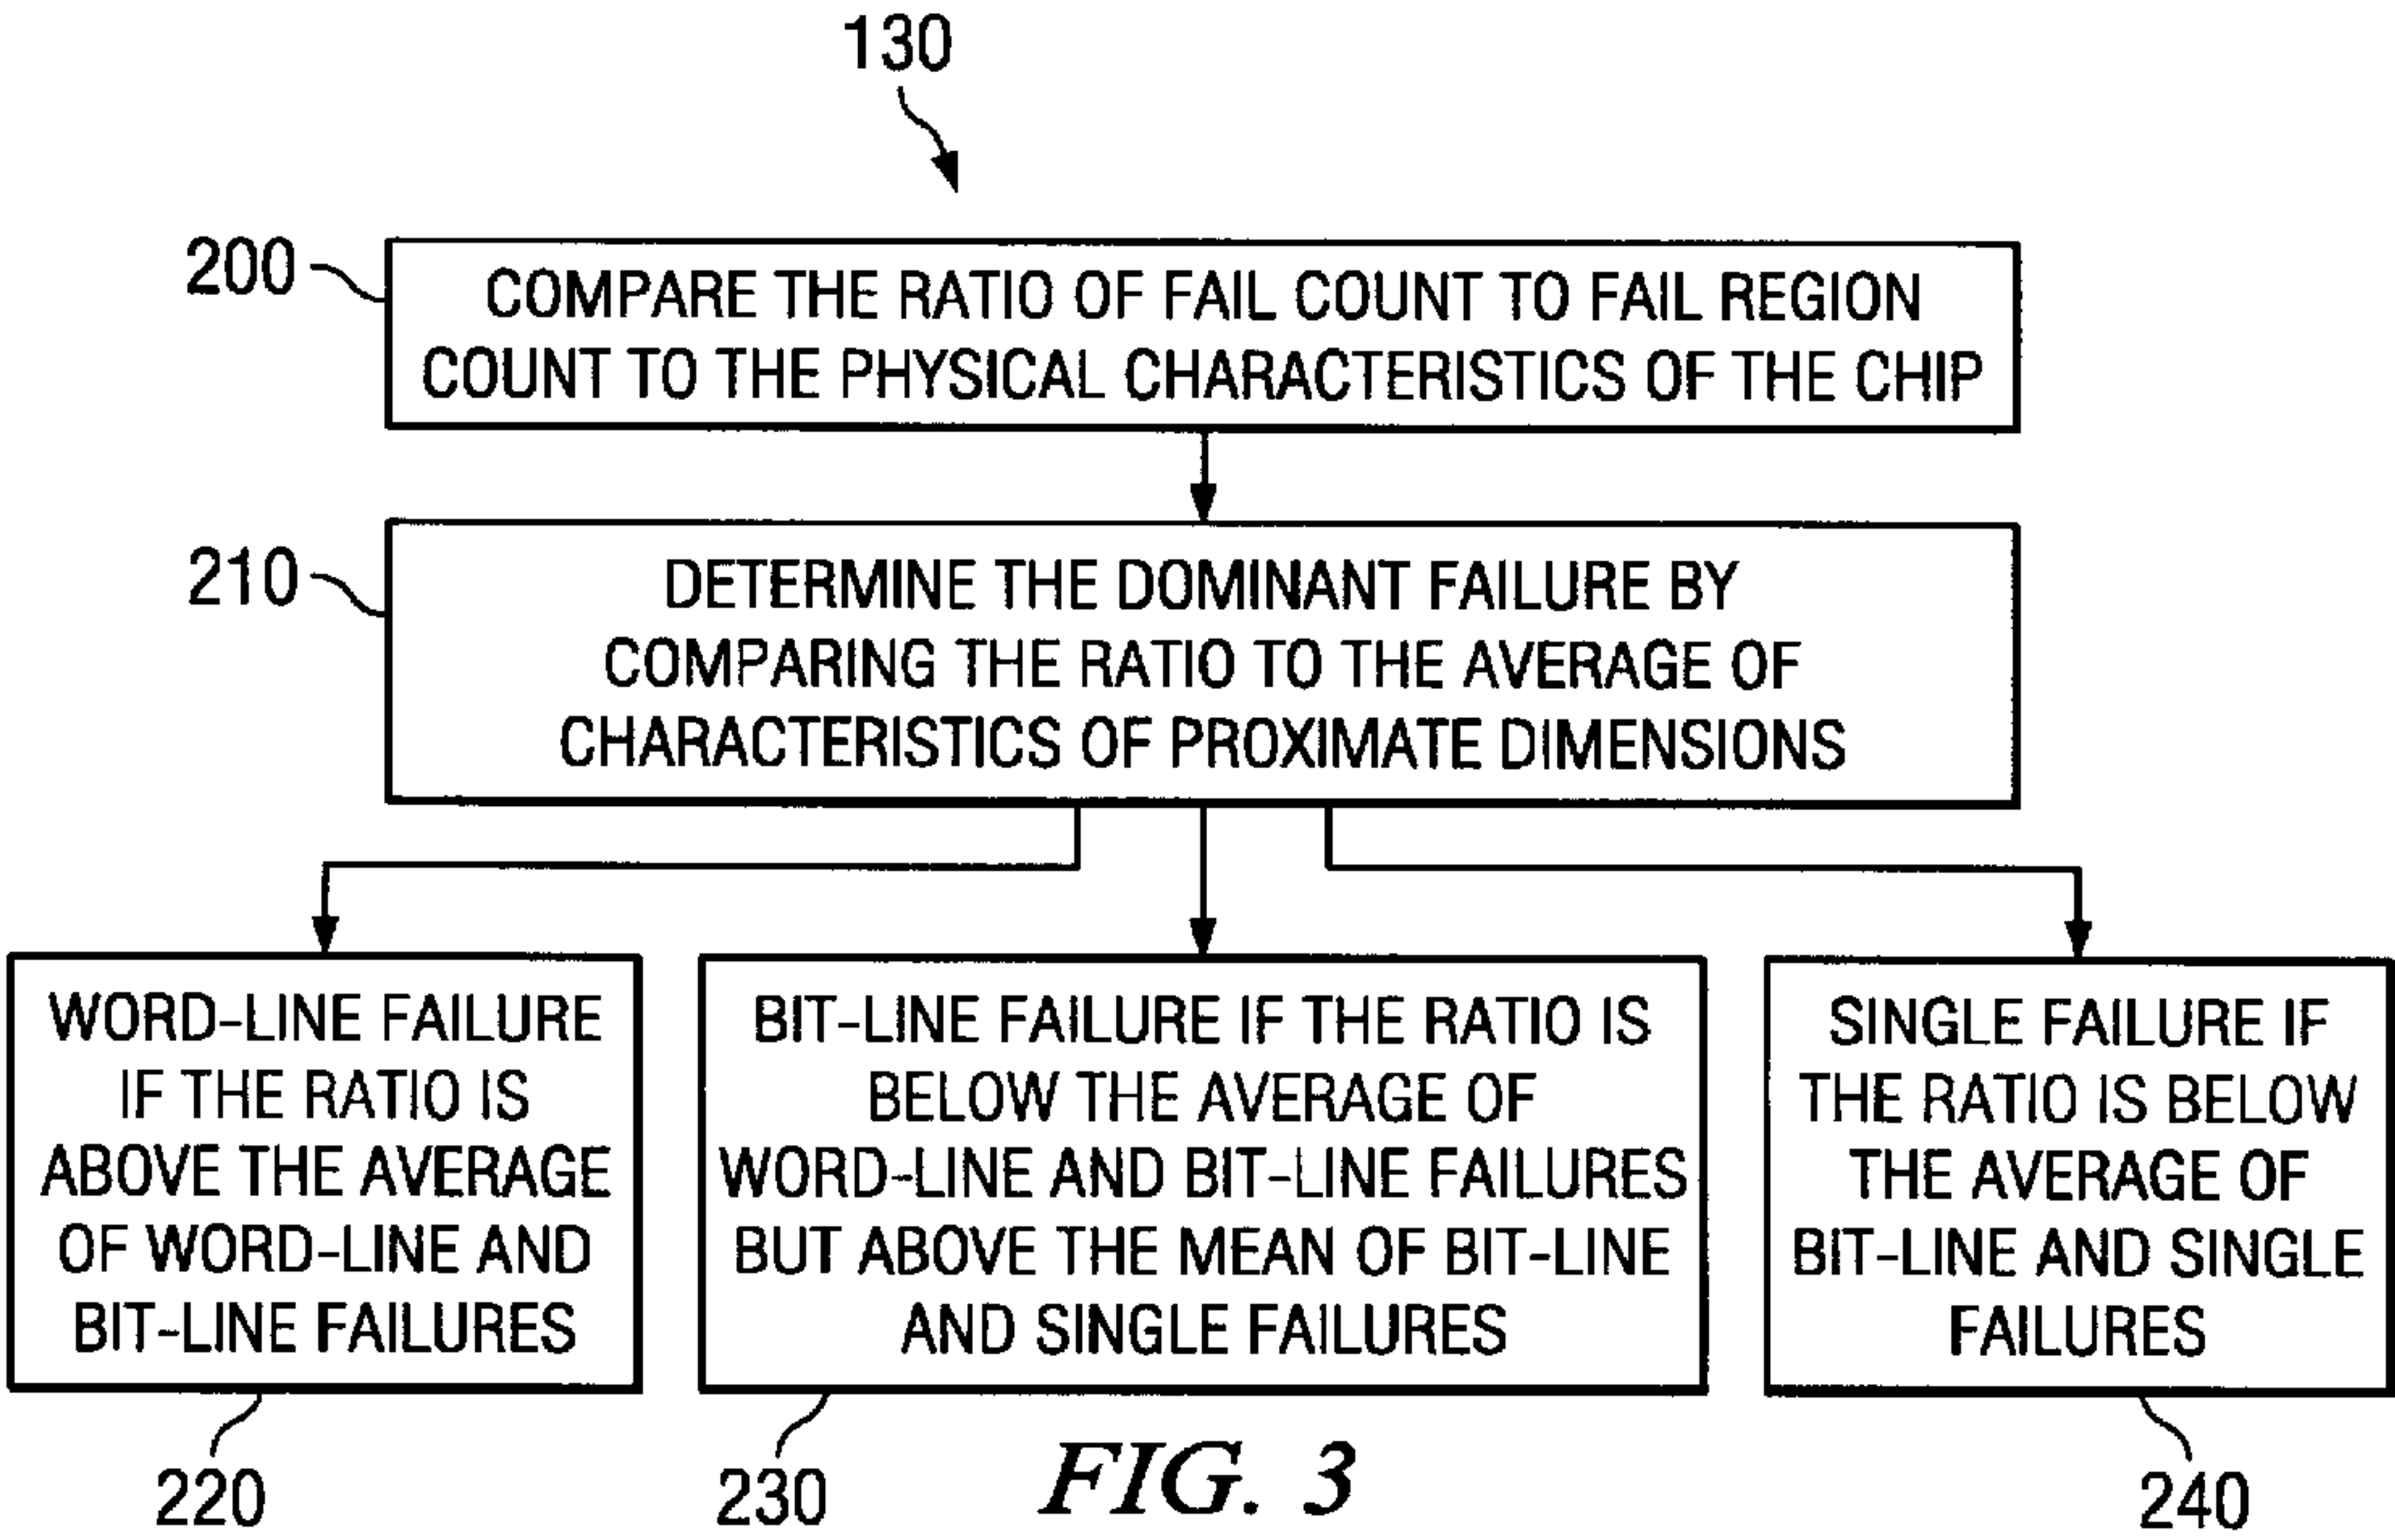 130
200
COMPARE THE RATIO OF FAIL COUNT TO FAIL REGION
COUNT TO THE PHYSICAL CHARACTERISTICS OF THE CHIP
210
DETERMINE THE DOMINANT FAILURE BY
COMPARING THE RATIO TO THE AVERAGE OF
CHARACTERISTICS OF PROXIMATE DIMENSIONS
WORD-LINE FAILURE
IF THE RATIO IS
ABOVE THE AVERAGE
OF WORD-LINE AND
BIT-LINE FAILURES
220
BIT-LINE FAILURE IF THE RATIO IS
BELOW THE AVERAGE OF
WORD-LINE AND BIT-LINE FAILURES
BUT ABOVE THE MEAN OF BIT-LINE
AND SINGLE FAILURES
230
SINGLE FAILURE IF
THE RATIO IS BELOW
THE AVERAGE OF
BIT-LINE AND SINGLE
FAILURES
240
FIG. 3